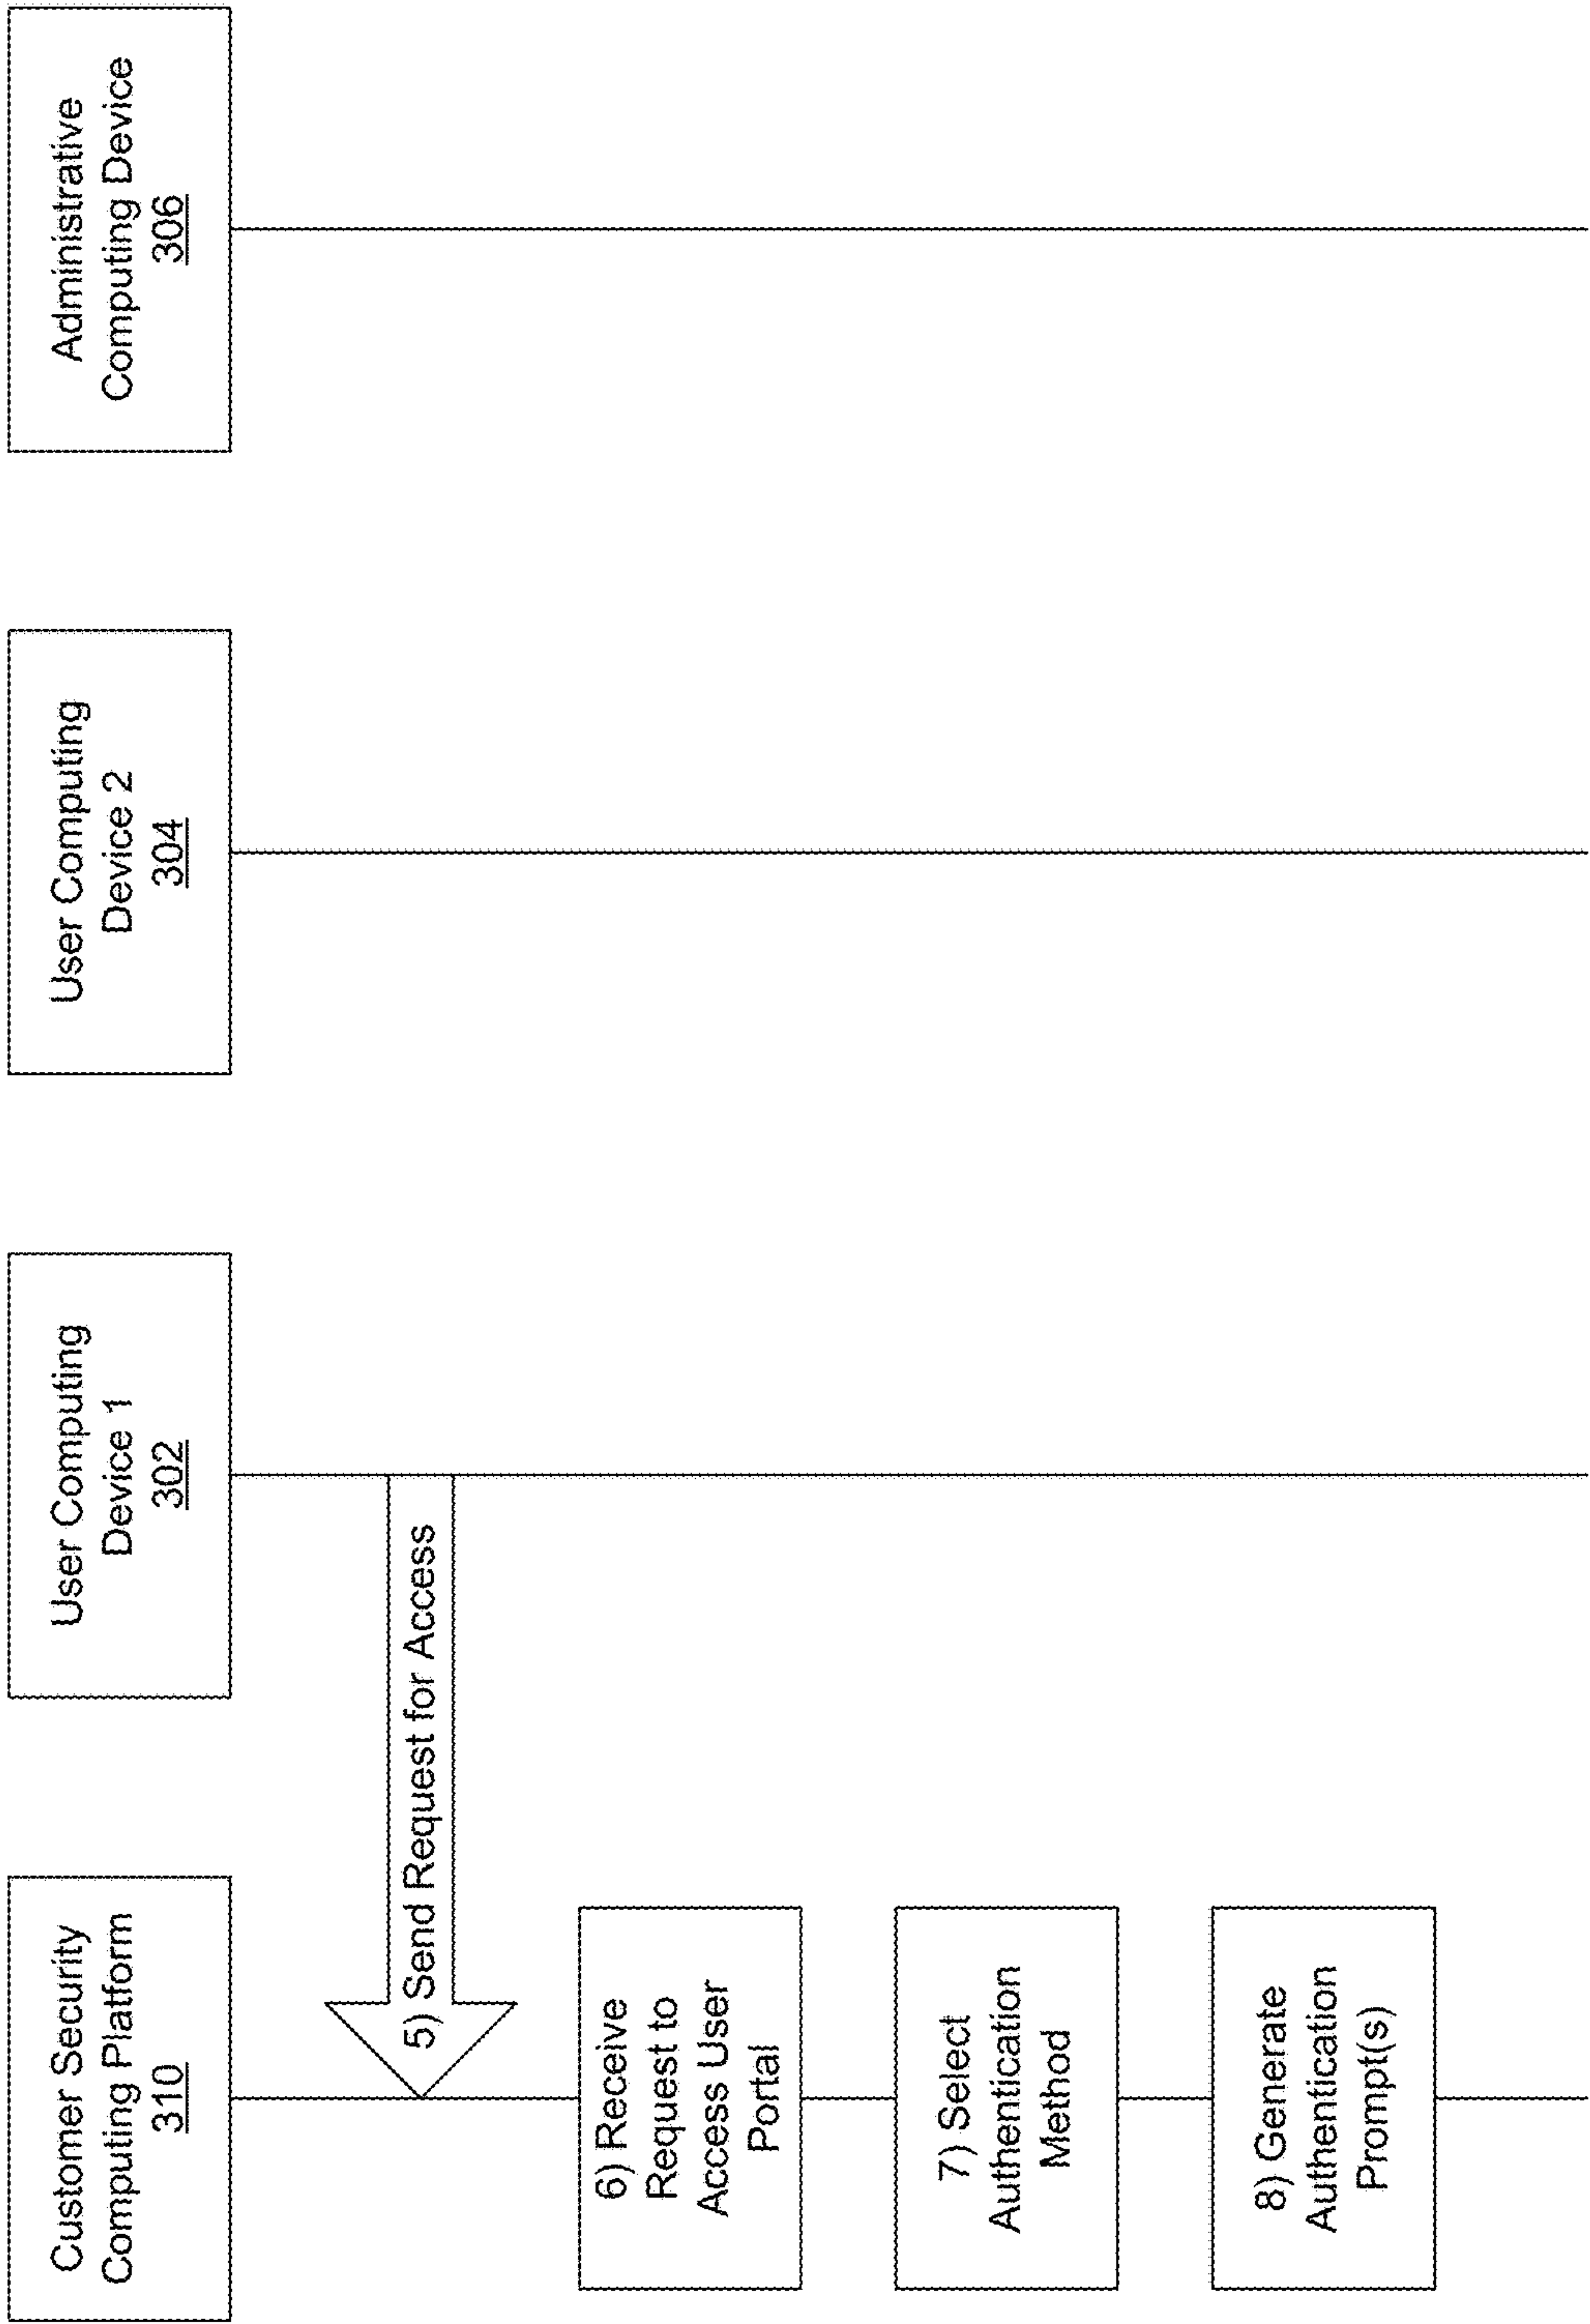 Customer Security
Computing Platform
310
User Computing
Device 1
302
User Computing
Device 2
304
Administrative
Computing Device
306
5) Send Request for Access
6) Receive
Request to
Access User
Portal
7) Select
Authentication
Method
8) Generate
Authentication
Prompt(s)